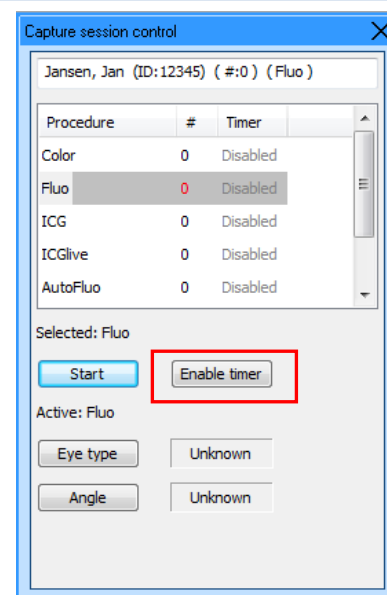 Capture session control
Jansen, Jan (ID:12345) ( #:0 ) ( Fluo )
Procedure # Timer
Color 0 Disabled
Fluo 0 Disabled
ICG 0 Disabled
ICGlive 0 Disabled
AutoFluo 0 Disabled
Selected: Fluo
Start Enable timer
Active: Fluo
Eye type Unknown
Angle Unknown